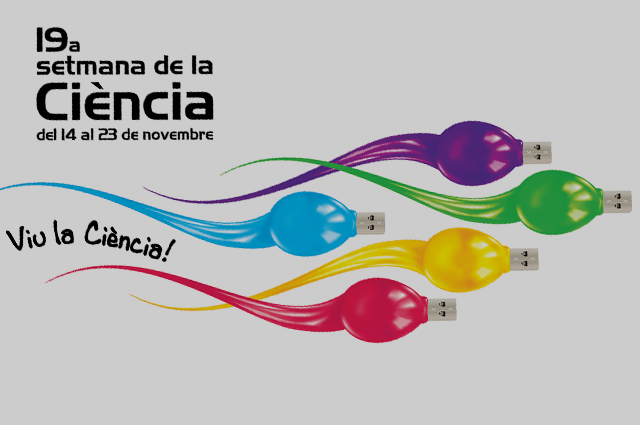 19a
setmana de la
Ciència
del 14 al 23 de novembre
Viu la Ciència!